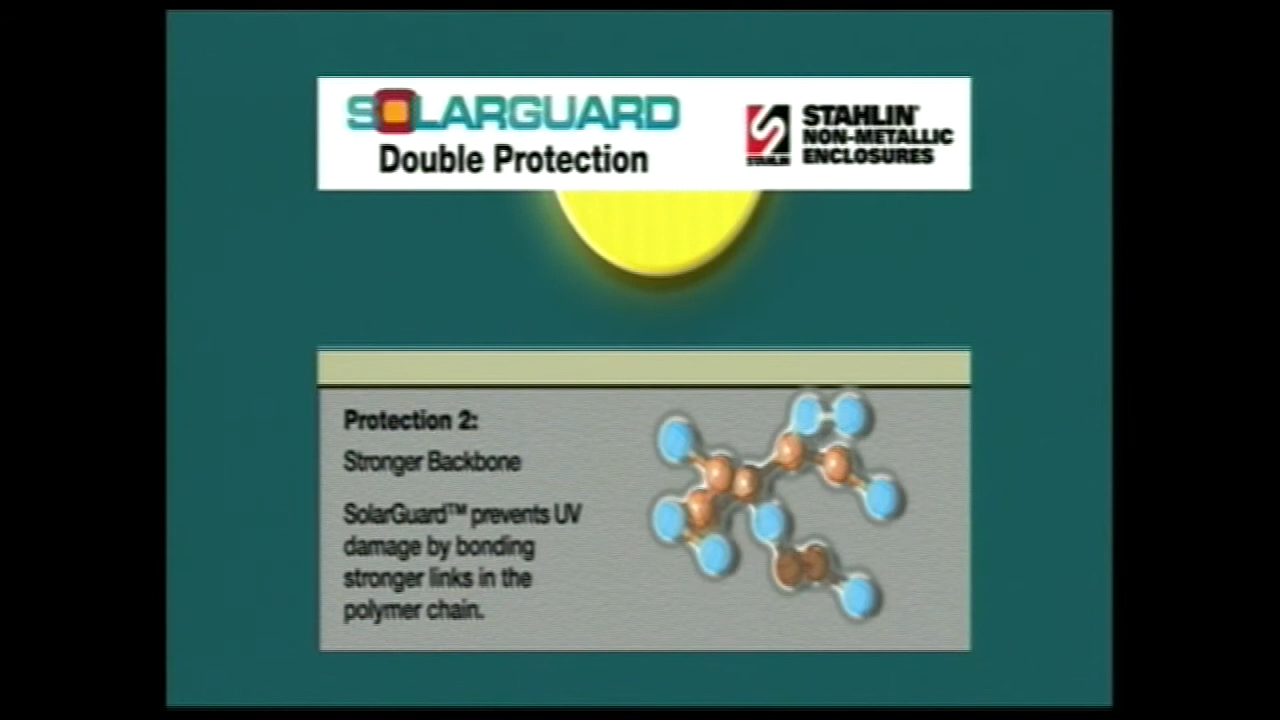 SOLARGUARD
Double Protection
STAHLIN
STAHLIN®
NON-METALLIC
ENCLOSURES
Protection 2:
Stronger Backbone
SolarGuard™ prevents UV
damage by bonding
stronger links in the
polymer chain.